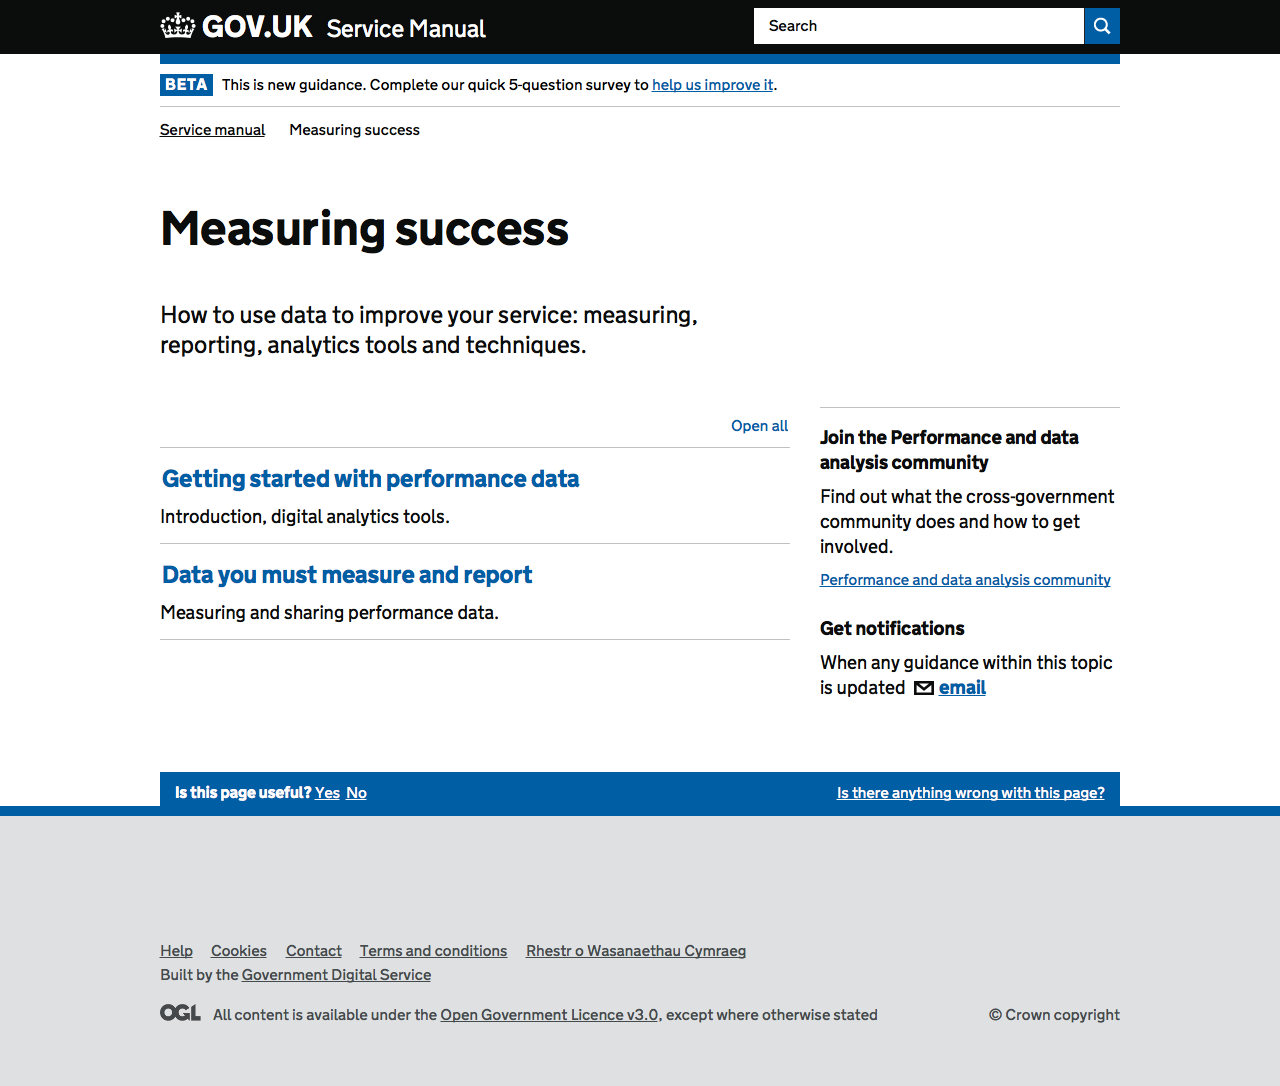 GOV.UK Service Manual
Search
BETA This is new guidance. Complete our quick 5-question survey to help us improve it.
Service manual Measuring success
Measuring success
How to use data to improve your service: measuring,
reporting, analytics tools and techniques.
Open all
Getting started with performance data
Introduction, digital analytics tools.
Data you must measure and report
Measuring and sharing performance data.
Join the Performance and data
analysis community
Find out what the cross-government
community does and how to get
involved.
Performance and data analysis community
Get notifications
When any guidance within this topic
is updated email
Is this page useful? Yes No
Is there anything wrong with this page?
Help Cookies Contact Terms and conditions Rhestr o Wasanaethau Cymraeg
Built by the Government Digital Service
OGL All content is available under the Open Government Licence v3.0, except where otherwise stated
© Crown copyright